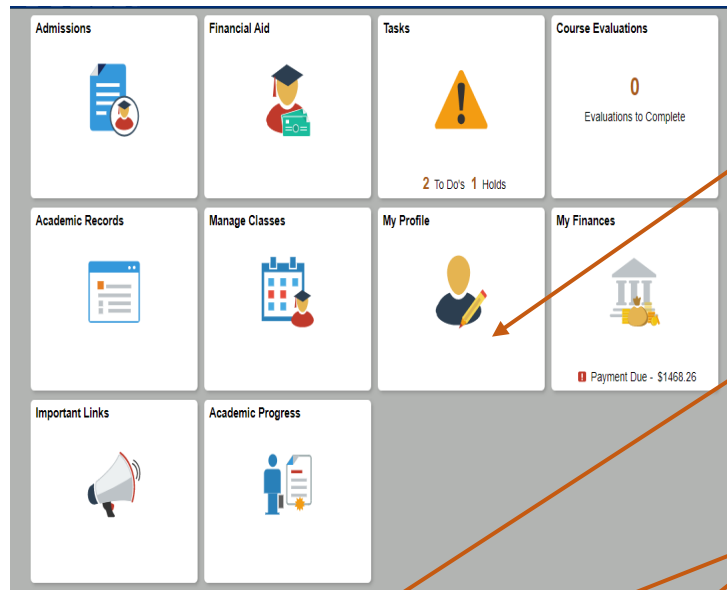 Admissions
Financial Aid
Tasks
Course Evaluations
0
Evaluations to Complete
2 To Do's 1 Holds
Academic Records
Manage Classes
My Profile
My Finances
Payment Due - $1468.26
Important Links
Academic Progress